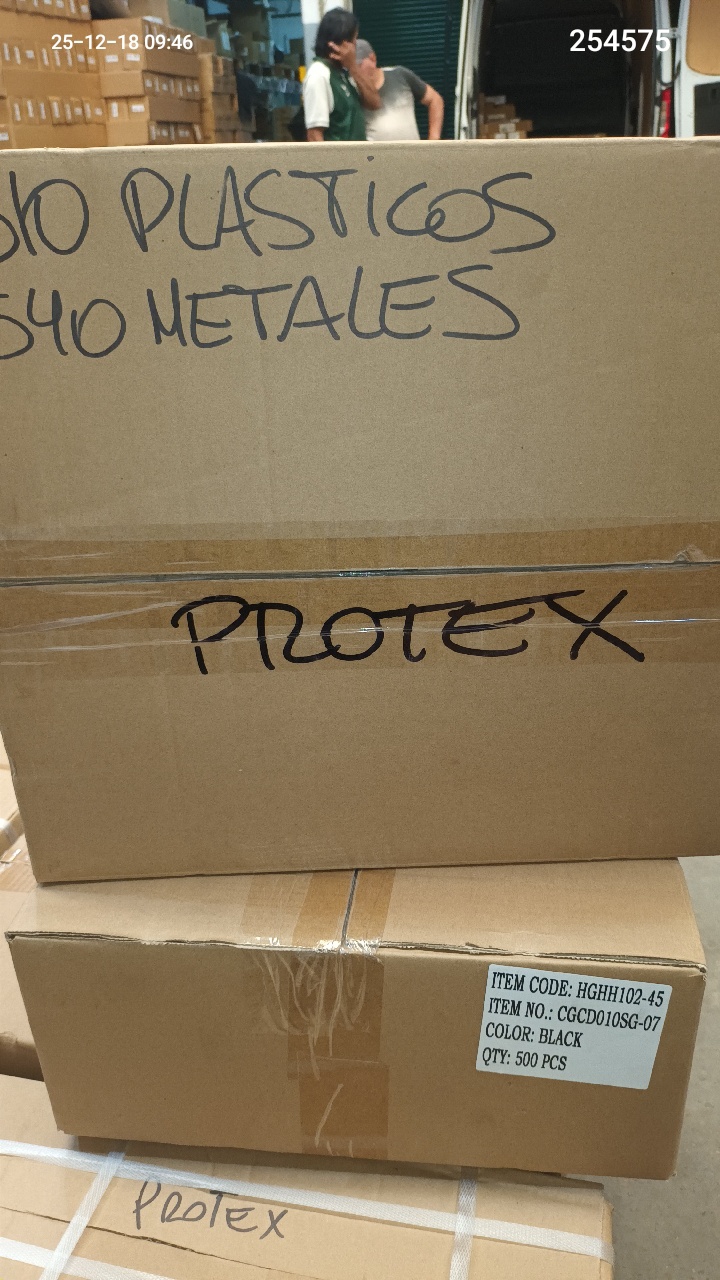 25-12-18 09:46
254575
PLASTICOS
540 METALES
PROTEX
ITEM CODE: HGHH102-45
ITEM NO.: CGCD010SG-07
COLOR: BLACK
QTY: 500 PCS
PROTEX